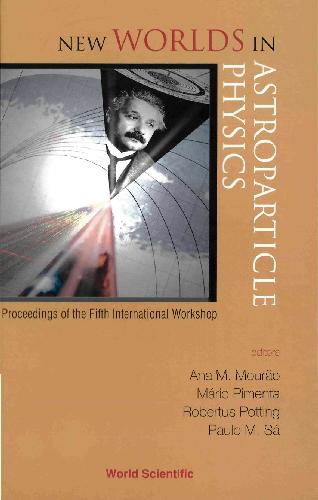 NEW WORLDS IN
ASTROPARTICLE
PHYSICS
Proceedings of the Fifth International Workshop
editors
Ana M. Mourão
Mário Pimenta
Robertus Potting
Paulo M. Sá
World Scientific